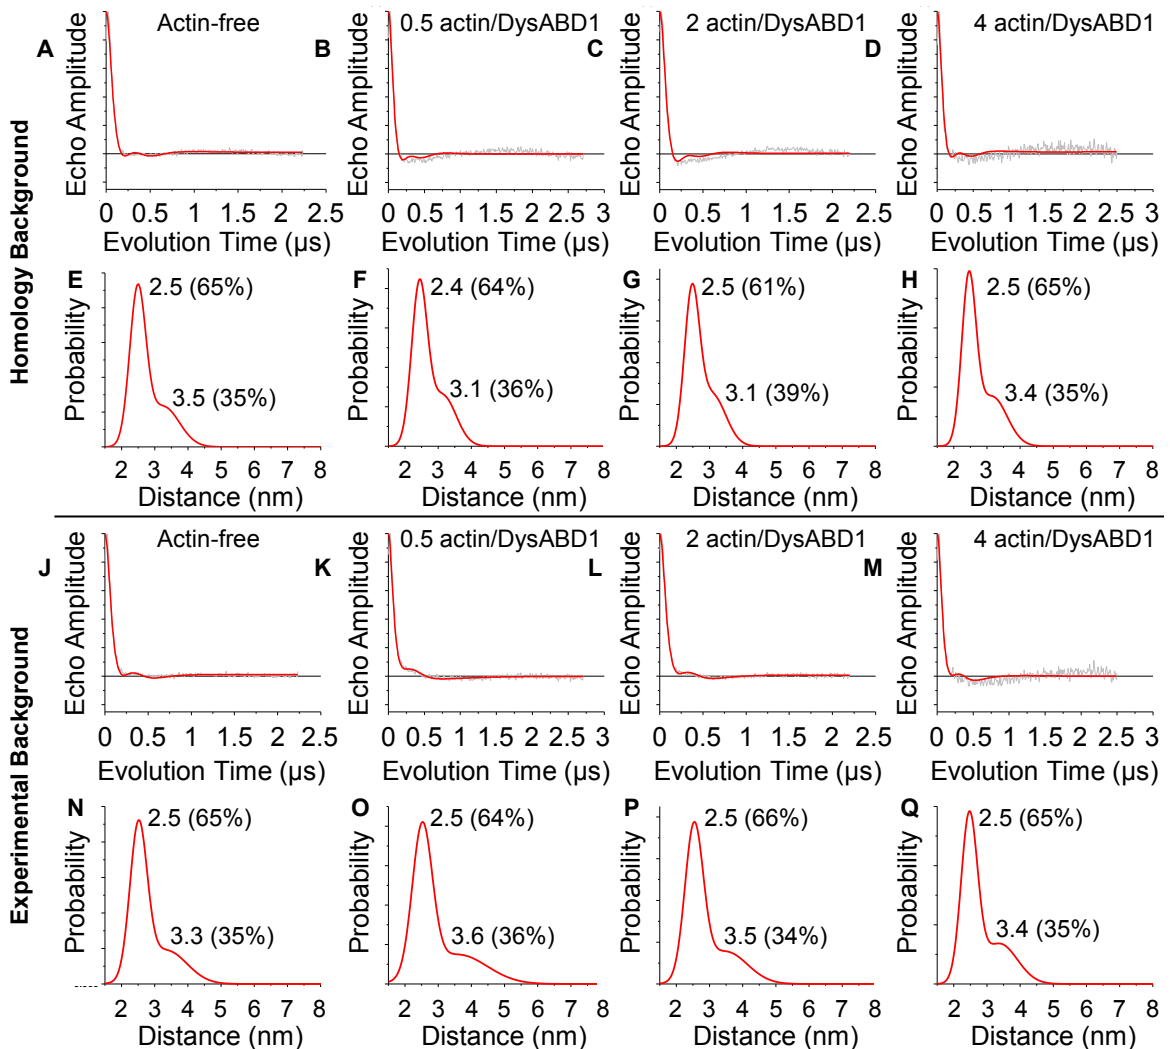 Actin-free
0.5 actin/DysABD1
2 actin/DysABD1
4 actin/DysABD1
A
B
C
D
Homology Background
Echo Amplitude
Echo Amplitude
Echo Amplitude
Echo Amplitude
0 0.5 1 1.5 2 2.5
0 0.5 1 1.5 2 2.5 3
0 0.5 1 1.5 2 2.5
0 0.5 1 1.5 2 2.5 3
Evolution Time (µs)
Evolution Time (µs)
Evolution Time (µs)
Evolution Time (µs)
E
F
G
H
Probability
Probability
Probability
Probability
2.5 (65%)
3.5 (35%)
2.4 (64%)
3.1 (36%)
2.5 (61%)
3.1 (39%)
2.5 (65%)
3.4 (35%)
2 3 4 5 6 7 8
2 3 4 5 6 7 8
2 3 4 5 6 7 8
2 3 4 5 6 7 8
Distance (nm)
Distance (nm)
Distance (nm)
Distance (nm)
Actin-free
0.5 actin/DysABD1
2 actin/DysABD1
4 actin/DysABD1
J
K
L
M
Experimental Background
Echo Amplitude
Echo Amplitude
Echo Amplitude
Echo Amplitude
0 0.5 1 1.5 2 2.5
0 0.5 1 1.5 2 2.5 3
0 0.5 1 1.5 2 2.5
0 0.5 1 1.5 2 2.5 3
Evolution Time (µs)
Evolution Time (µs)
Evolution Time (µs)
Evolution Time (µs)
N
O
P
Q
Probability
Probability
Probability
Probability
2.5 (65%)
3.3 (35%)
2.5 (64%)
3.6 (36%)
2.5 (66%)
3.5 (34%)
2.5 (65%)
3.4 (35%)
2 3 4 5 6 7 8
2 3 4 5 6 7 8
2 3 4 5 6 7 8
2 3 4 5 6 7 8
Distance (nm)
Distance (nm)
Distance (nm)
Distance (nm)